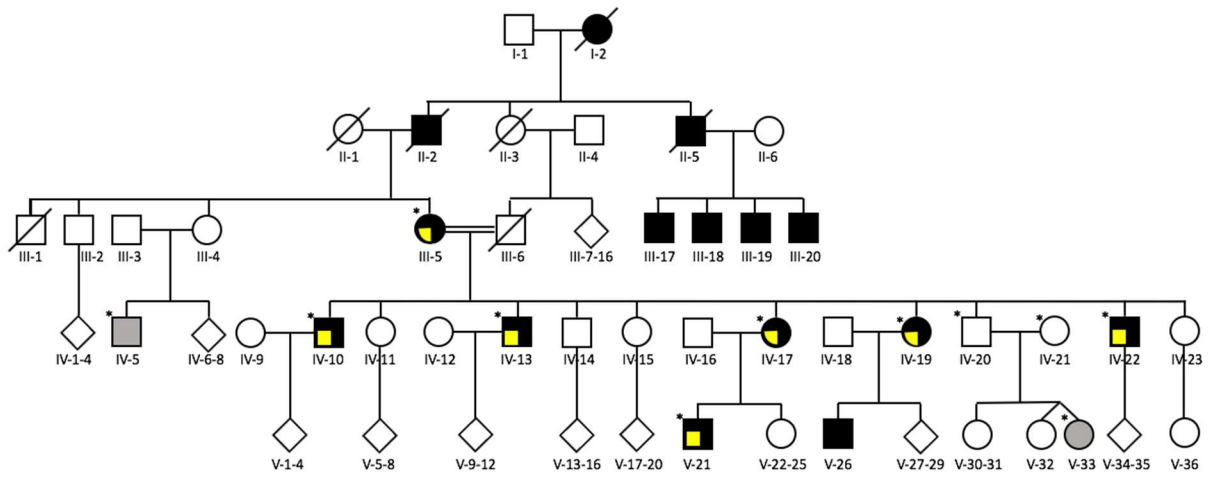 I-1 I-2
II-1 II-2 II-3 II-4 II-5 II-6
* III-1 III-2 III-3 III-4 III-5 III-6 III-7-16 III-17 III-18 III-19 III-20
* * * * * * * *
IV-1-4 IV-5 IV-6-8 IV-9 IV-10 IV-11 IV-12 IV-13 IV-14 IV-15 IV-16 IV-17 IV-18 IV-19 IV-20 IV-21 IV-22 IV-23
* *
V-1-4 V-5-8 V-9-12 V-13-16 V-17-20 V-21 V-22-25 V-26 V-27-29 V-30-31 V-32 V-33 V-34-35 V-36